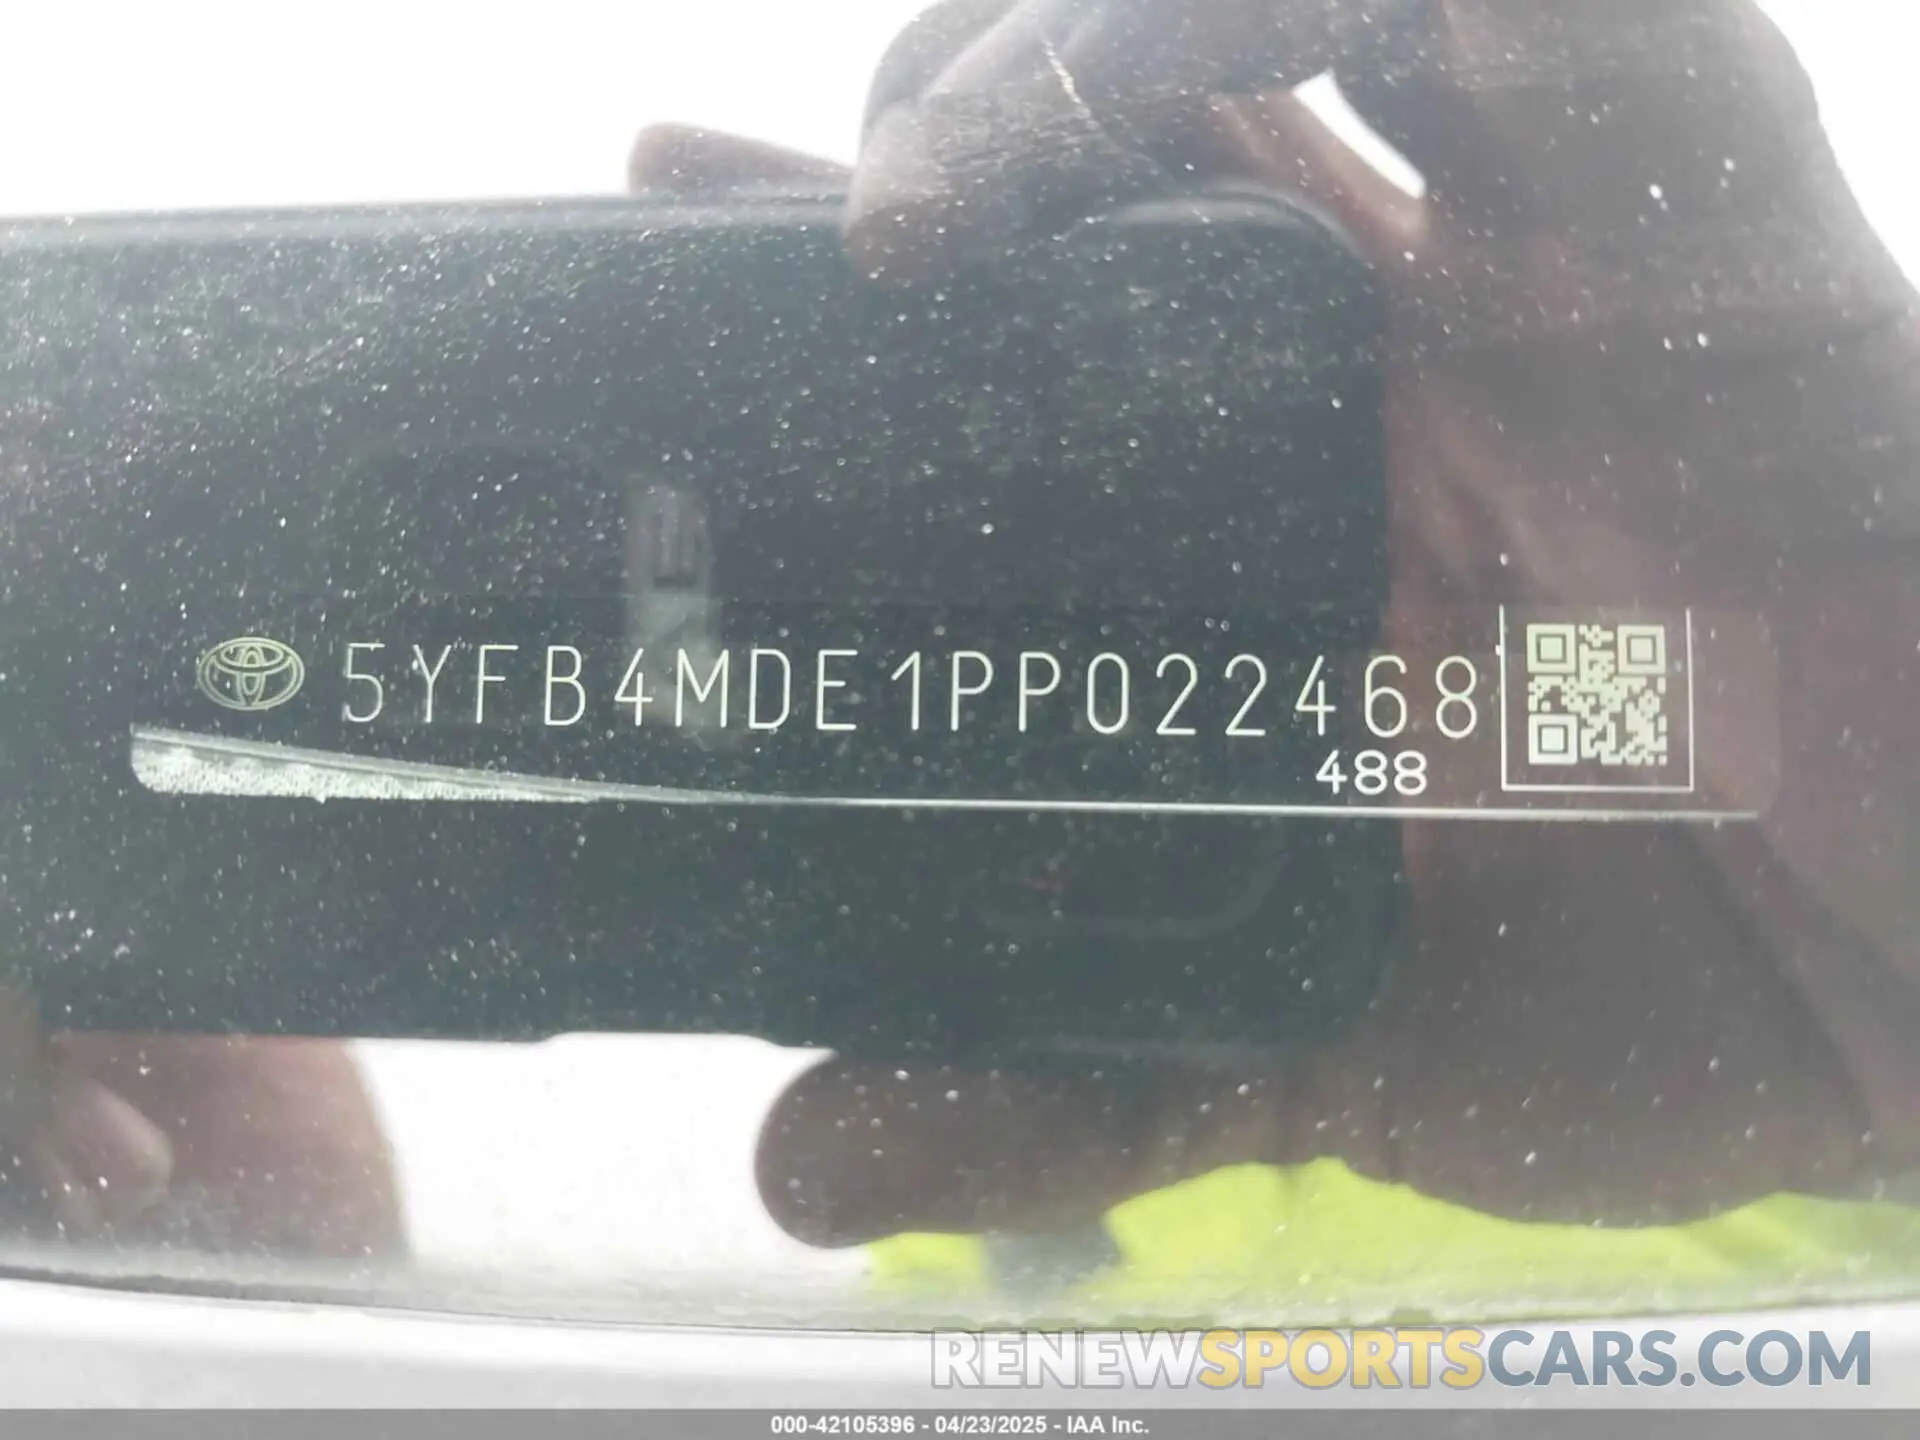 5YFB4MDE1PP022468
488
RENEWSPORTSCARS.COM
000-42105396 - 04/23/2025 - IAA Inc.